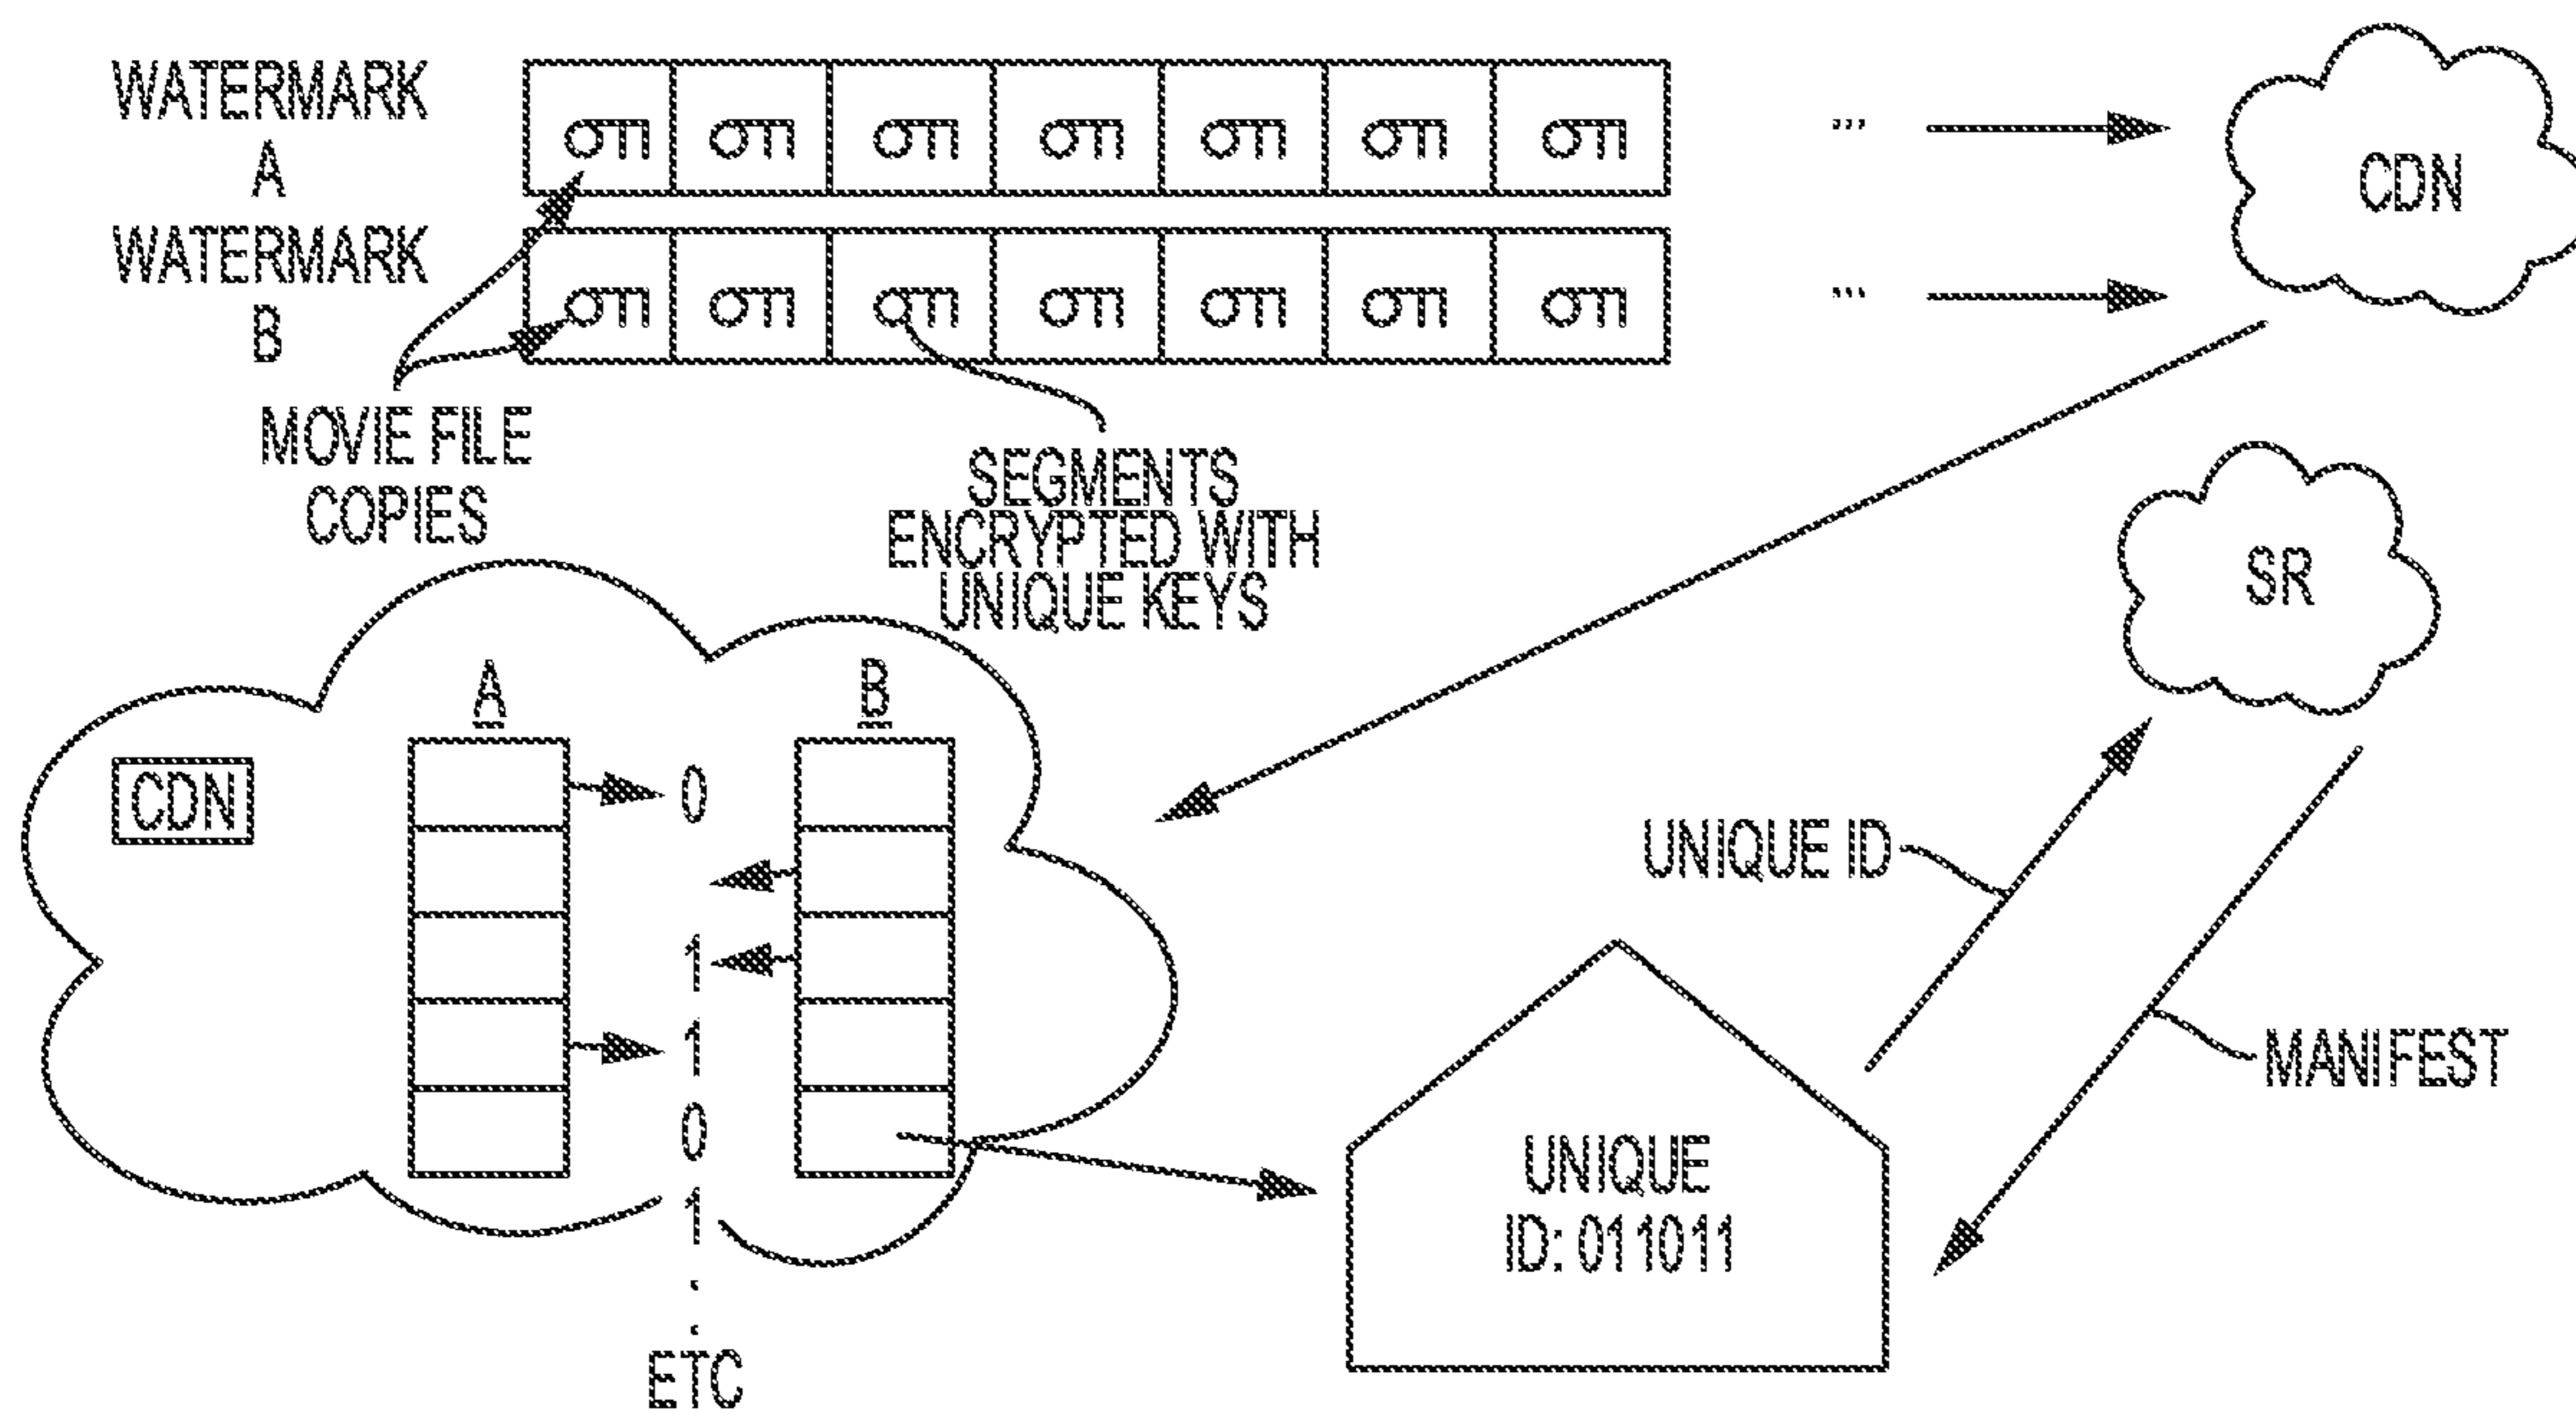 WATERMARK
A
WATERMARK
B
MOVIE FILE
COPIES
SEGMENTS
ENCRYPTED WITH
UNIQUE KEYS
CDN
SR
CDN
A
B
0
1
1
0
1
ETC
UNIQUE ID
MANIFEST
UNIQUE
ID: 011011